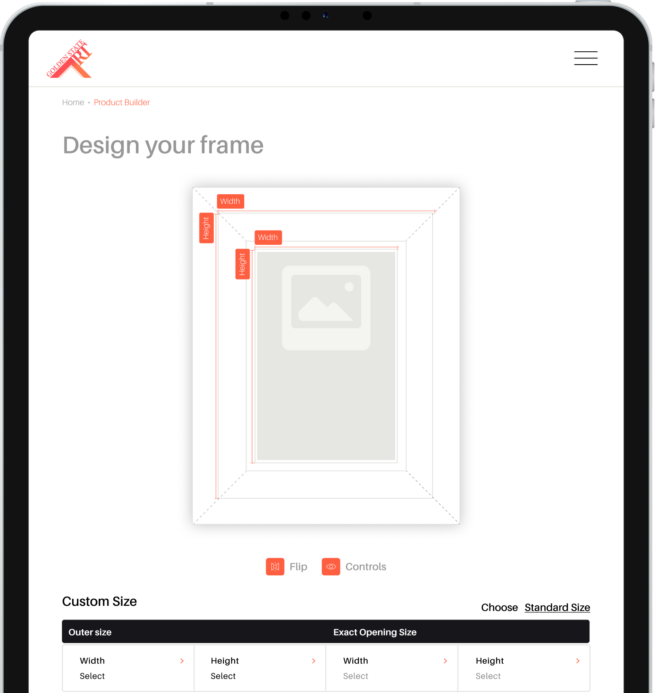 GOLDEN STATE
ART
Home • Product Builder
Design your frame
Width
Height
Width
Height
Flip Controls
Custom Size
Choose Standard Size
Outer size Exact Opening Size
Width Height Width Height
Select Select Select Select